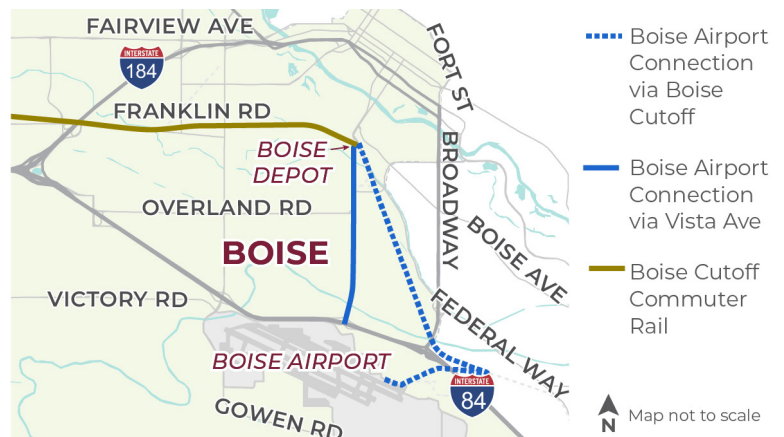 FAIRVIEW AVE
INTERSTATE
184
FORT ST
FRANKLIN RD
BOISE
DEPOT
BROADWAY
OVERLAND RD
BOISE AVE
BOISE
VICTORY RD
FEDERAL WAY
BOISE AIRPORT
INTERSTATE
84
GOWEN RD
Boise Airport
Connection
via Boise
Cutoff
Boise Airport
Connection
via Vista Ave
Boise Cutoff
Commuter
Rail
N
Map not to scale